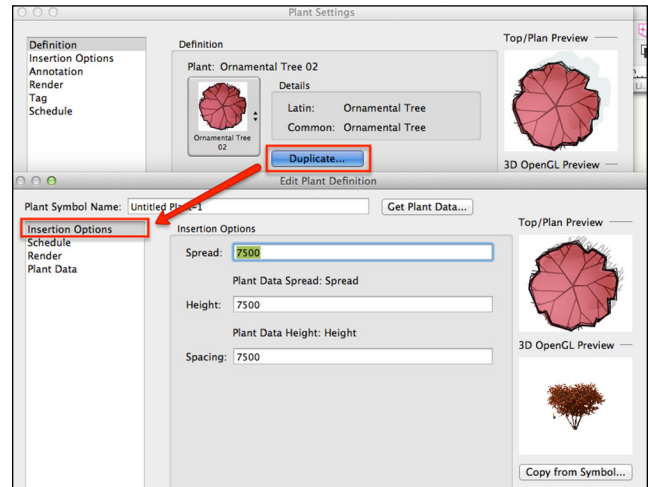 Plant Settings
Definition
Insertion Options
Annotation
Render
Tag
Schedule
Definition
Plant: Ornamental Tree 02
Ornamental Tree
02
Details
Latin: Ornamental Tree
Common: Ornamental Tree
Duplicate...
Top/Plan Preview
3D OpenGL Preview
Li...
Edit Plant Definition
Plant Symbol Name: Untitled Plant-1
Get Plant Data...
Insertion Options
Schedule
Render
Plant Data
Insertion Options
Spread: 7500
Plant Data Spread: Spread
Height: 7500
Plant Data Height: Height
Spacing: 7500
Top/Plan Preview
3D OpenGL Preview
Copy from Symbol...